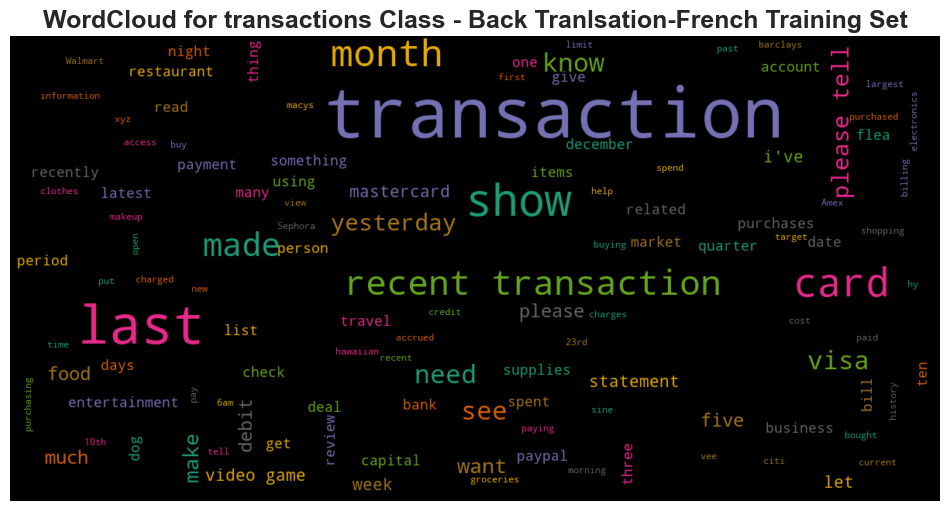 WordCloud for transactions Class - Back Tranlsation-French Training Set
month
night
Walmart
restaurant
thing
one
know
limit
first
give
past
barclays
account
please tell
largest
electronics
information
read
macys
transaction
purchased
flea
xyz
access
buy
december
i've
recently
payment
something
items
spend
billing
clothes
latest
many
using
mastercard
show
help
Amex
makeup
view
Sephora
yesterday
related
purchases
shopping
open
made
person
buying
market
quarter
target
date
period
put
charged
new
recent transaction
card
hy
last
list
travel
credit
please
charges
cost
time
accrued
23rd
paid
hawaiian
recent
food
days
check
need
supplies
statement
visa
ten
purchasing
entertainment
pay
6am
deal
bank
see
spent
sine
five
business
bill
history
debit
review
paying
bought
much
10th
dog
make
tell
get
video game
capital
want
paypal
groceries
morning
three
vee
citi
current
week
let